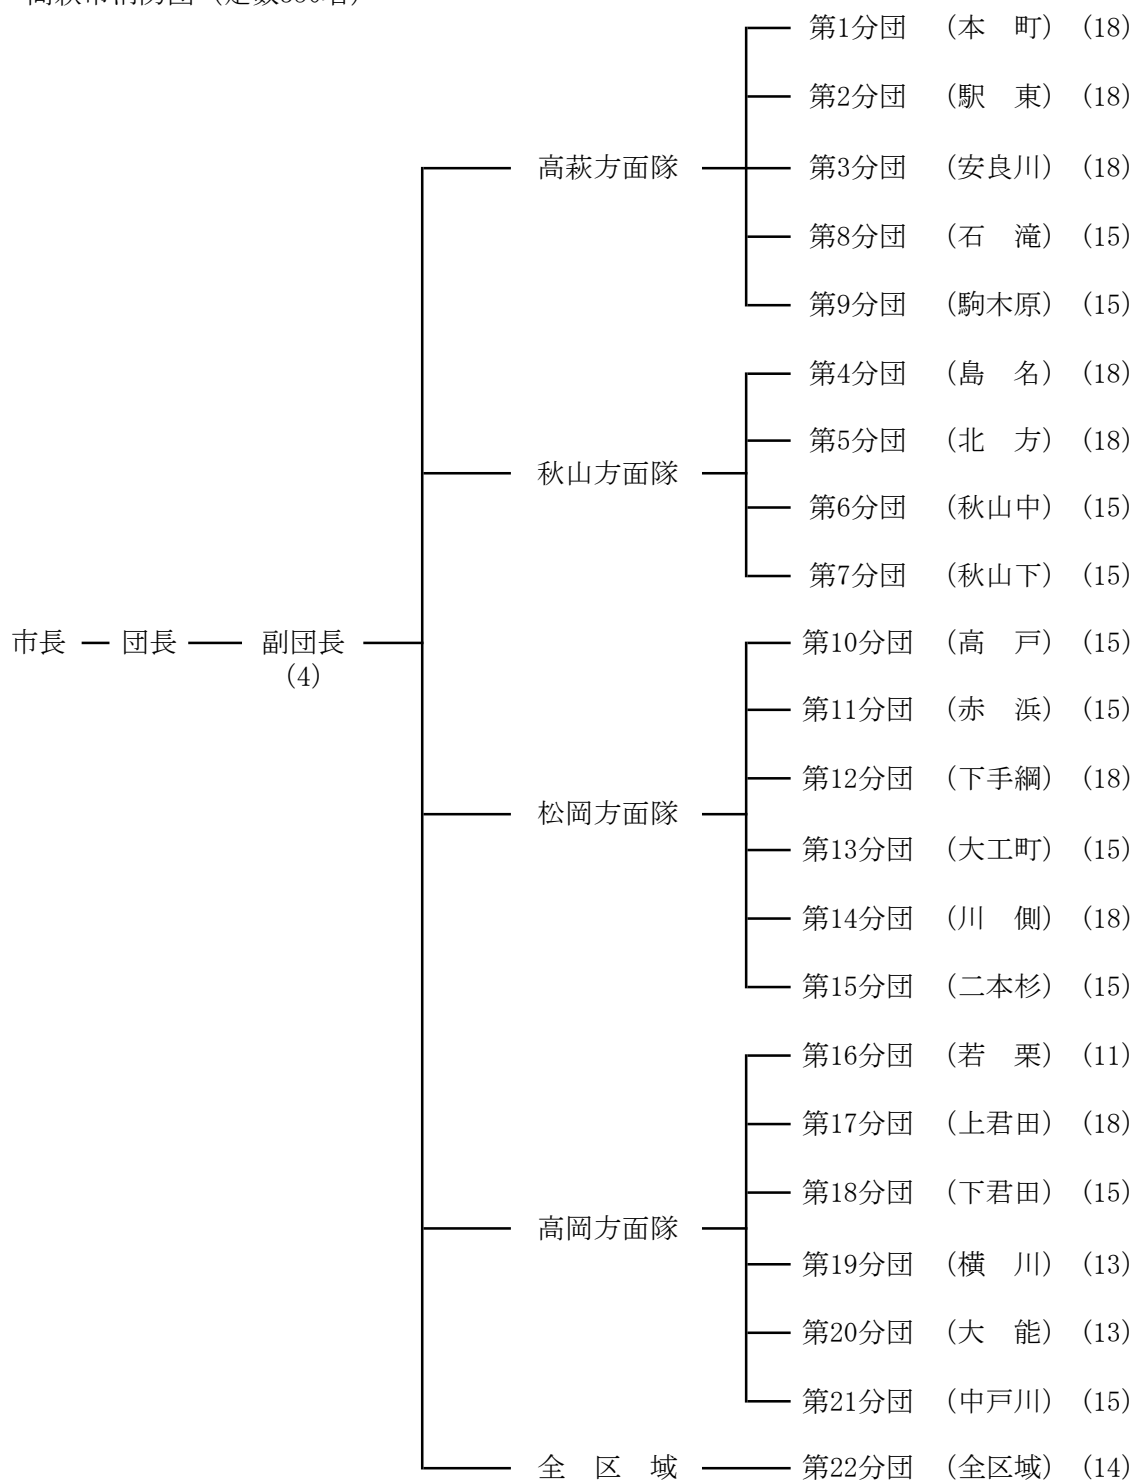 第1分団 （本　町） (18)
第2分団 （駅　東） (18)
高萩方面隊 第3分団 （安良川） (18)
第8分団 （石　滝） (15)
第9分団 （駒木原） (15)
第4分団 （島　名） (18)
第5分団 （北　方） (18)
秋山方面隊
第6分団 （秋山中） (15)
第7分団 （秋山下） (15)
市長 団長 副団長 第10分団 （高　戸） (15)
(4)
第11分団 （赤　浜） (15)
第12分団 （下手綱） (18)
松岡方面隊
第13分団 （大工町） (15)
第14分団 （川　側） (18)
第15分団 （二本杉） (15)
第16分団 （若　栗） (11)
第17分団 （上君田） (18)
第18分団 （下君田） (15)
高岡方面隊
第19分団 （横　川） (13)
第20分団 （大　能） (13)
第21分団 （中戸川） (15)
全　区　域 第22分団 （全区域） (14)